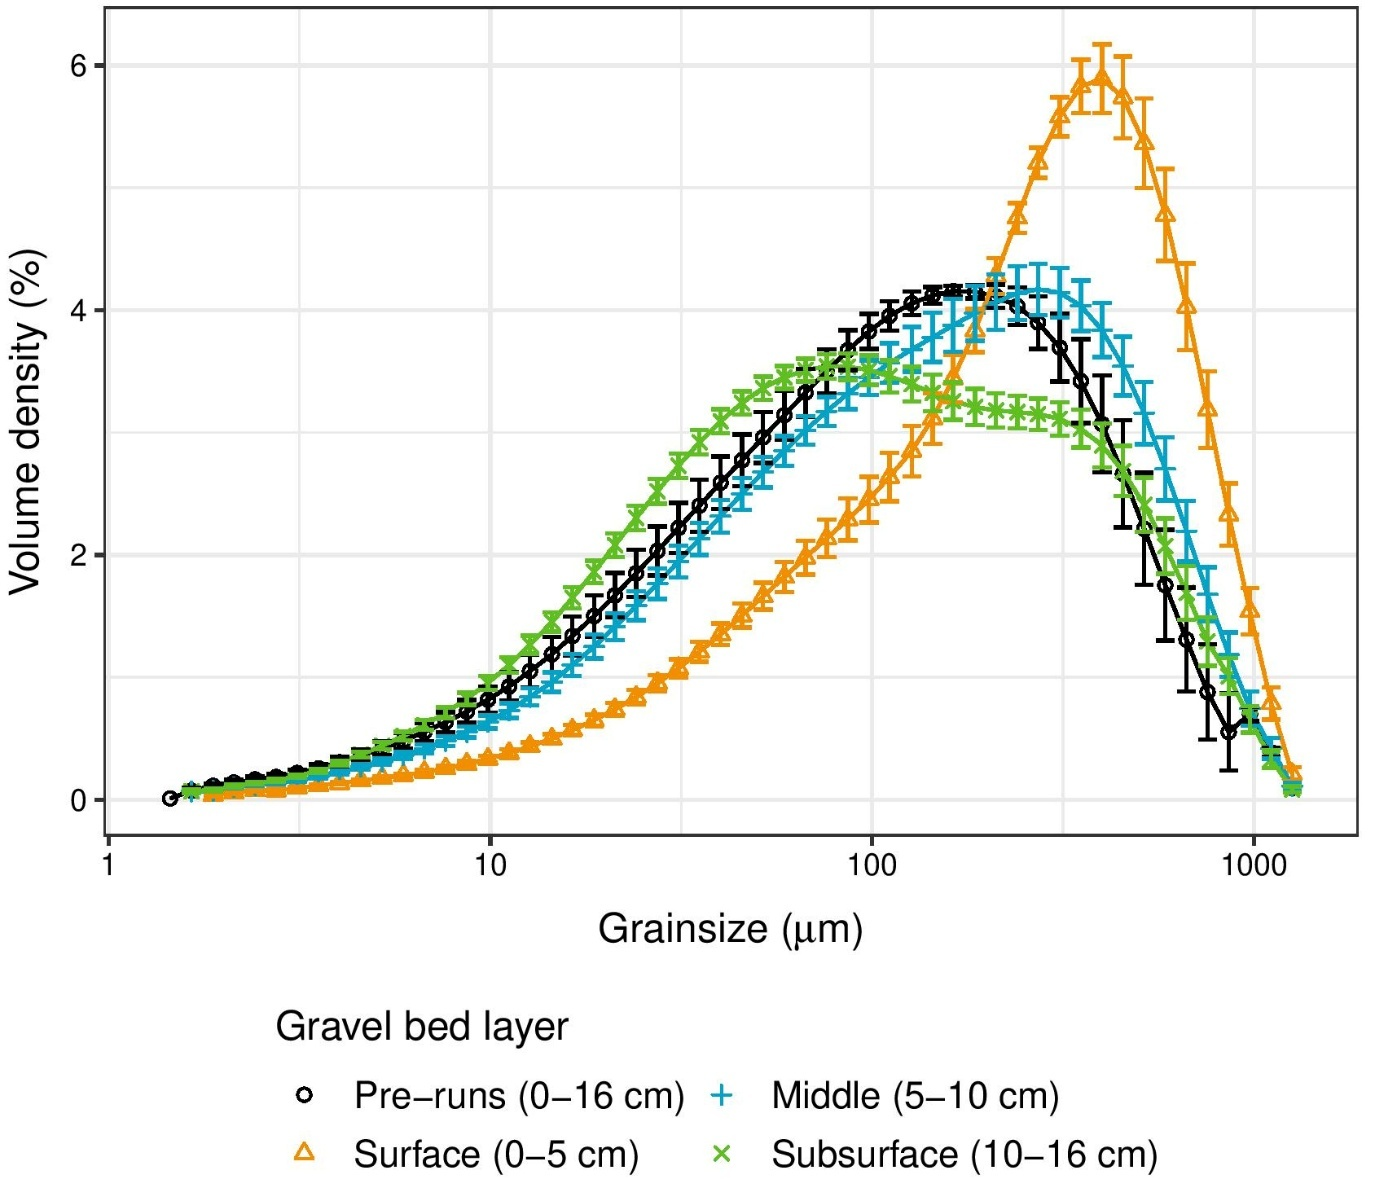 6
4
2
0
Volume density (%)
1 10 100 1000
Grainsize (μm)
Gravel bed layer
Pre−runs (0−16 cm) Middle (5−10 cm)
Surface (0−5 cm) Subsurface (10−16 cm)